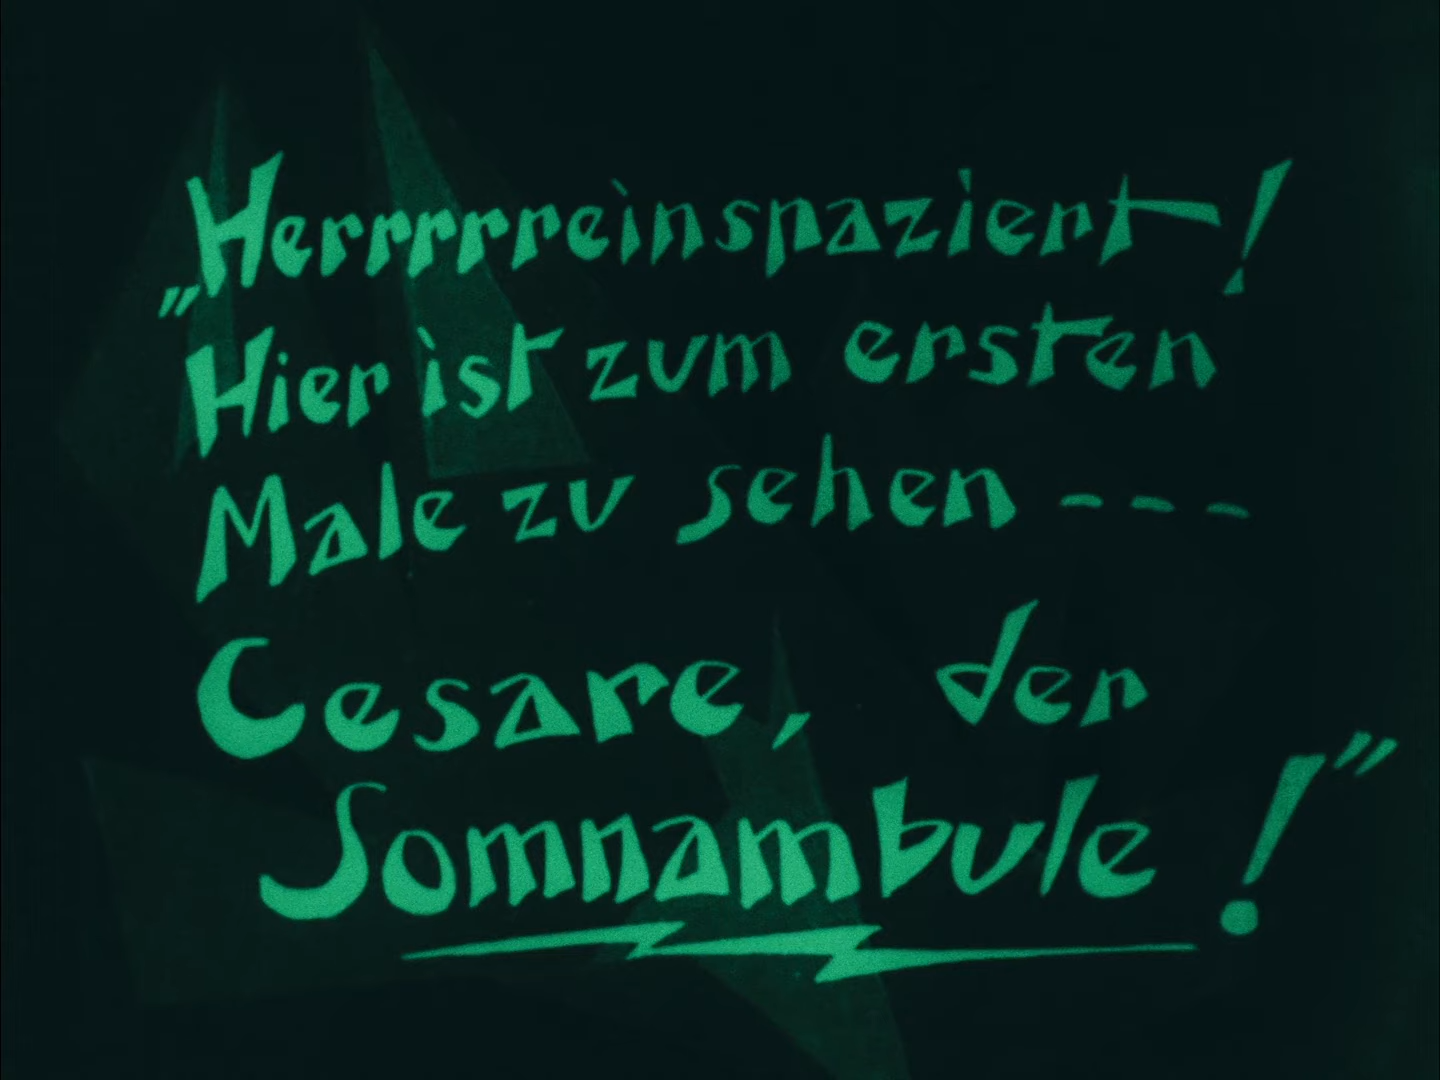 „Herrrrreinspaziert!
Hier ist zum ersten
Male zu sehen ---
Cesare, der
Somnambule!”